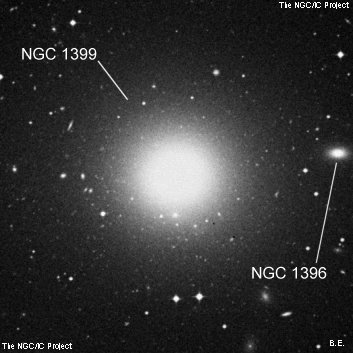 The NGC/IC Project
NGC 1399
NGC 1396
The NGC/IC Project
B.E.